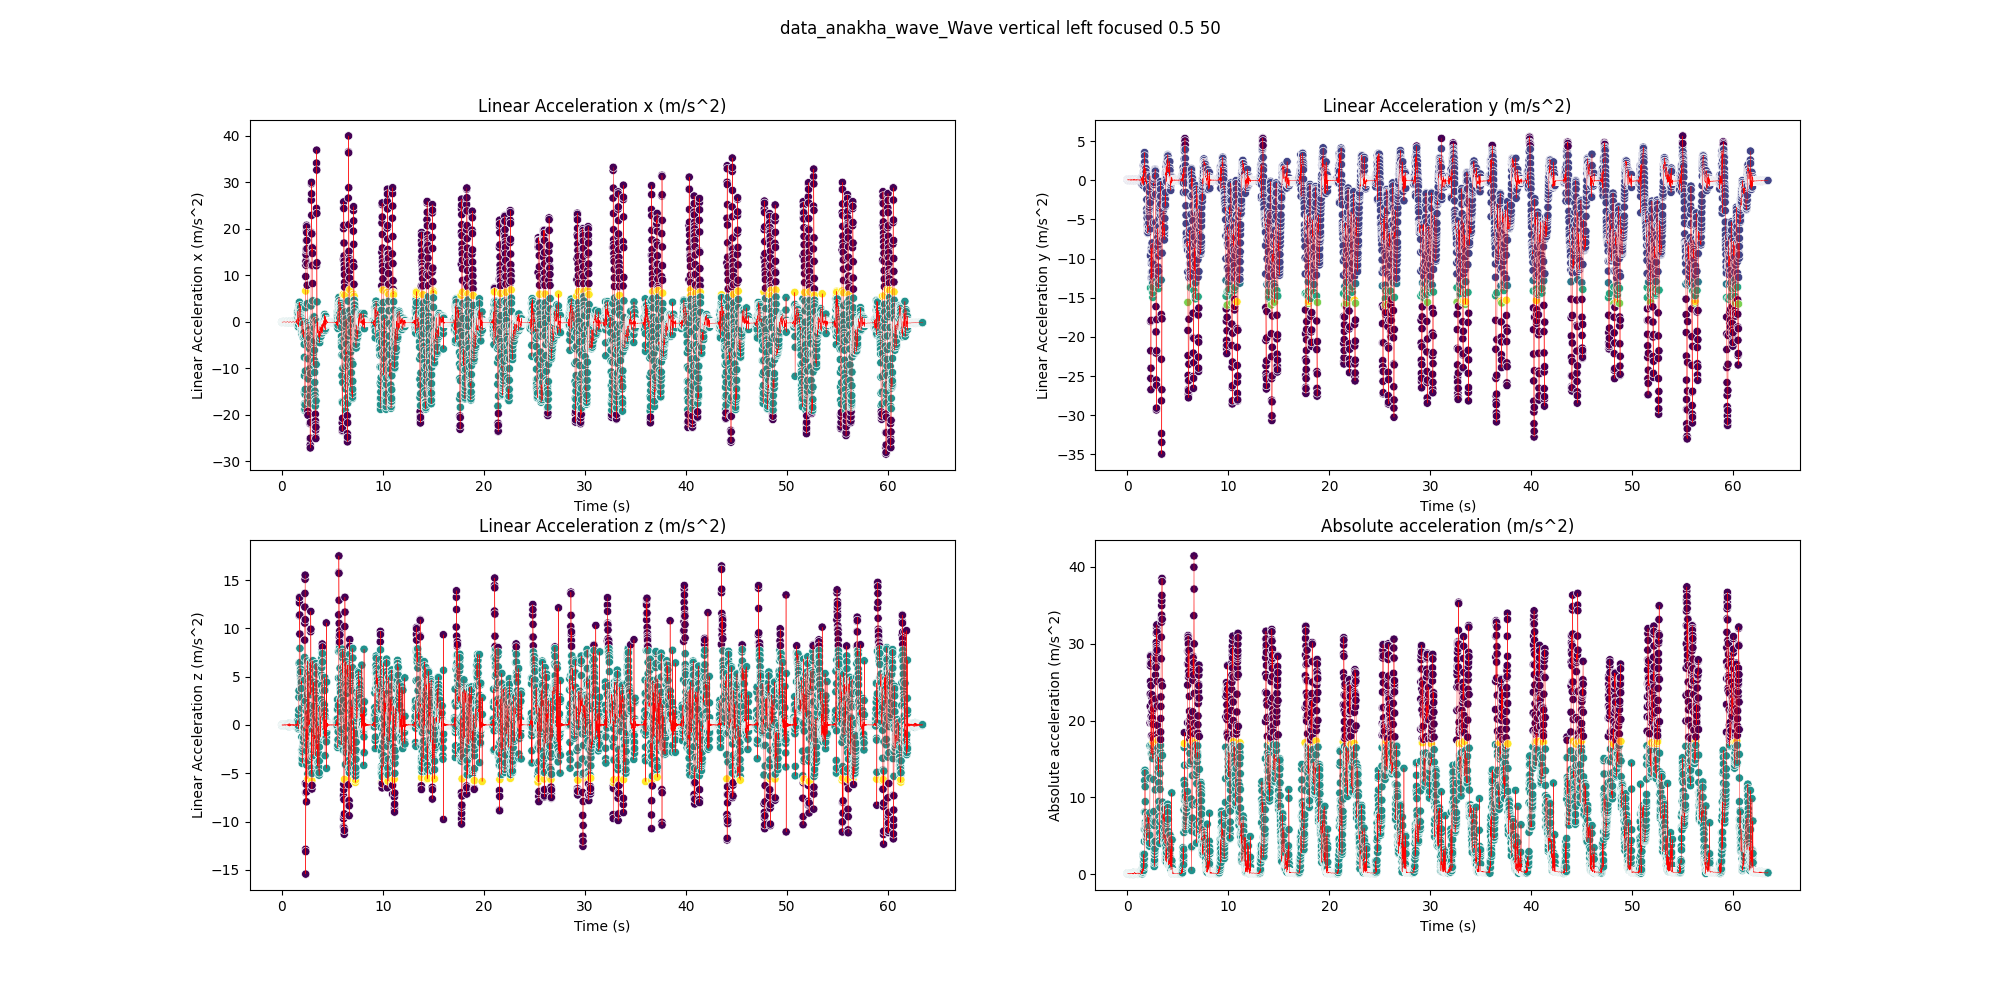 data_anakha_wave_Wave vertical left focused 0.5 50
Linear Acceleration x (m/s^2)
Linear Acceleration x (m/s^2)
40
30
20
10
0
−10
−20
−30
0 10 20 30 40 50 60
Time (s)
Linear Acceleration y (m/s^2)
Linear Acceleration y (m/s^2)
5
0
−5
−10
−15
−20
−25
−30
−35
0 10 20 30 40 50 60
Time (s)
Linear Acceleration z (m/s^2)
Linear Acceleration z (m/s^2)
15
10
5
0
−5
−10
−15
0 10 20 30 40 50 60
Time (s)
Absolute acceleration (m/s^2)
Absolute acceleration (m/s^2)
40
30
20
10
0
0 10 20 30 40 50 60
Time (s)